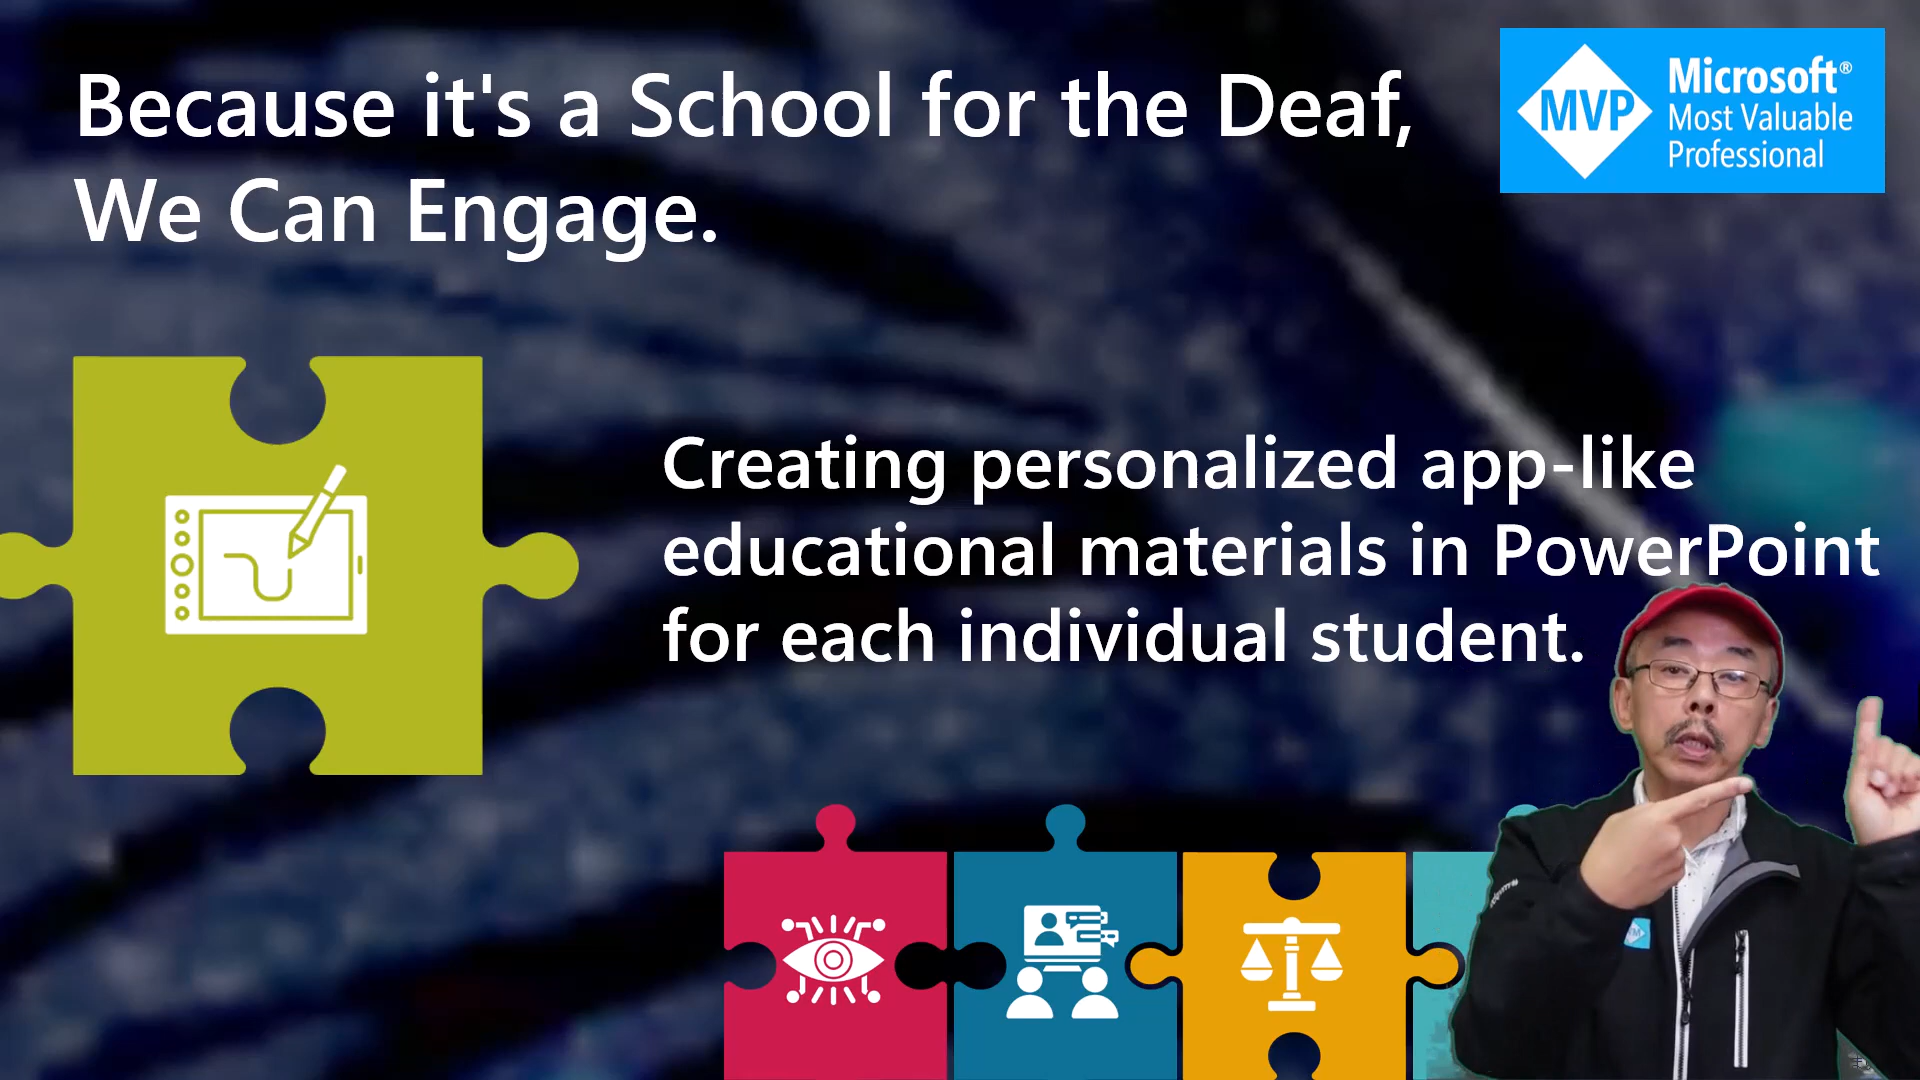 Because it's a School for the Deaf,
We Can Engage.
MVP
Microsoft®
Most Valuable
Professional
Creating personalized app-like
educational materials in PowerPoint
for each individual student.